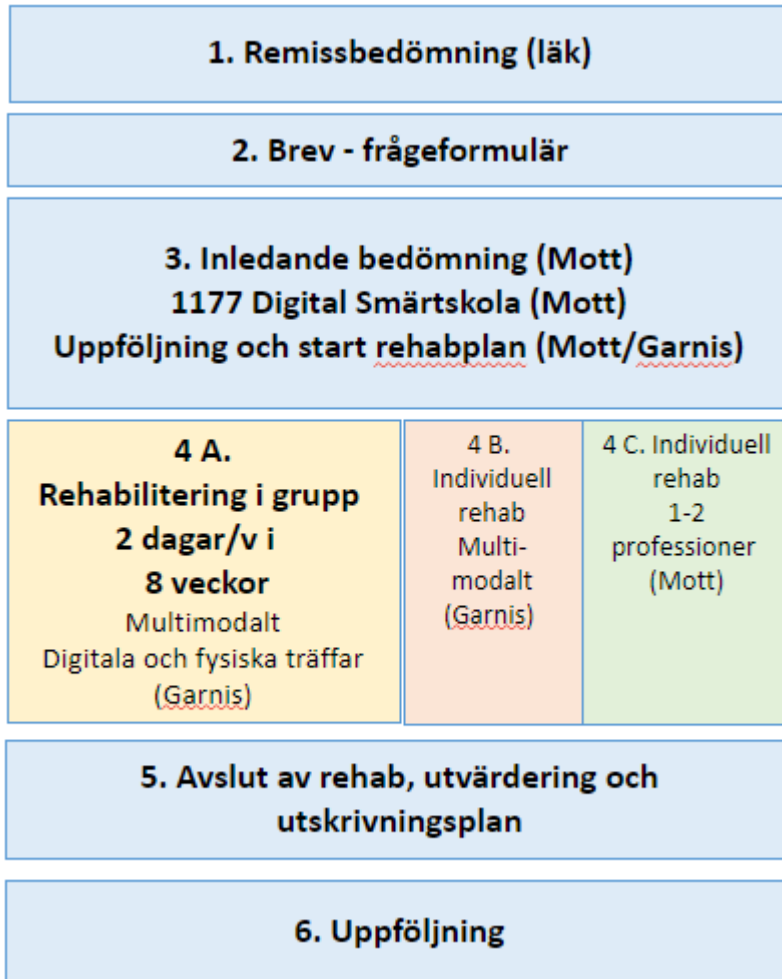 1. Remissbedömning (läk)
2. Brev - frågeformulär
3. Inledande bedömning (Mott)
1177 Digital Smärtskola (Mott)
Uppföljning och start rehabplan (Mott/Garnis)
4 A.
Rehabilitering i grupp
2 dagar/v i
8 veckor
Multimodalt
Digitala och fysiska träffar
(Garnis)
4 B.
Individuell
rehab
Multi-
modalt
(Garnis)
4 C. Individuell
rehab
1-2
professioner
(Mott)
5. Avslut av rehab, utvärdering och
utskrivningsplan
6. Uppföljning